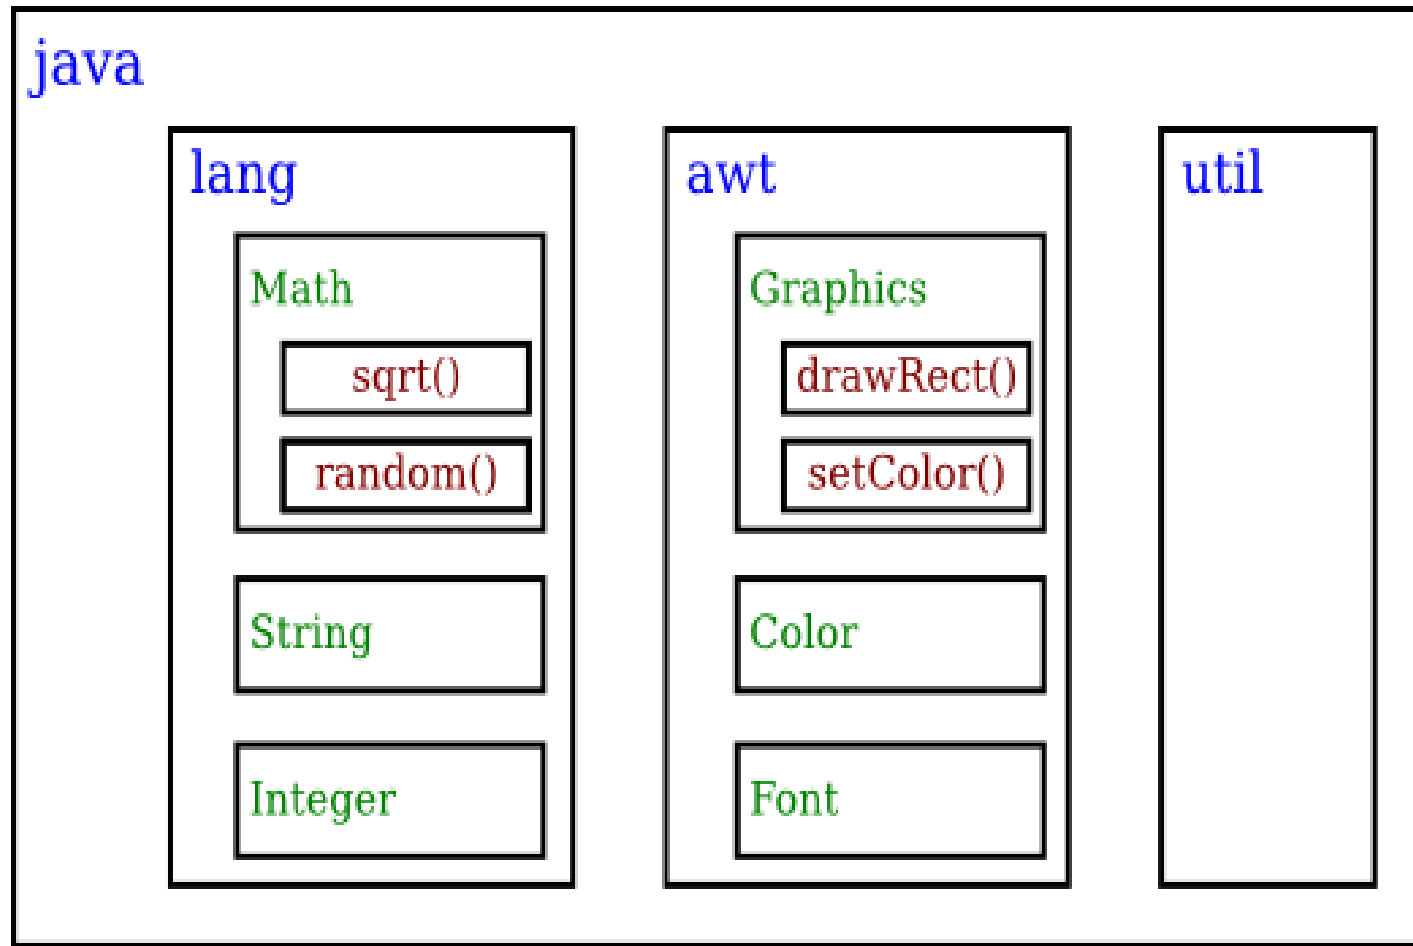 java
lang
Math
sqrt()
random()
String
Integer
awt
Graphics
drawRect()
setColor()
Color
Font
util